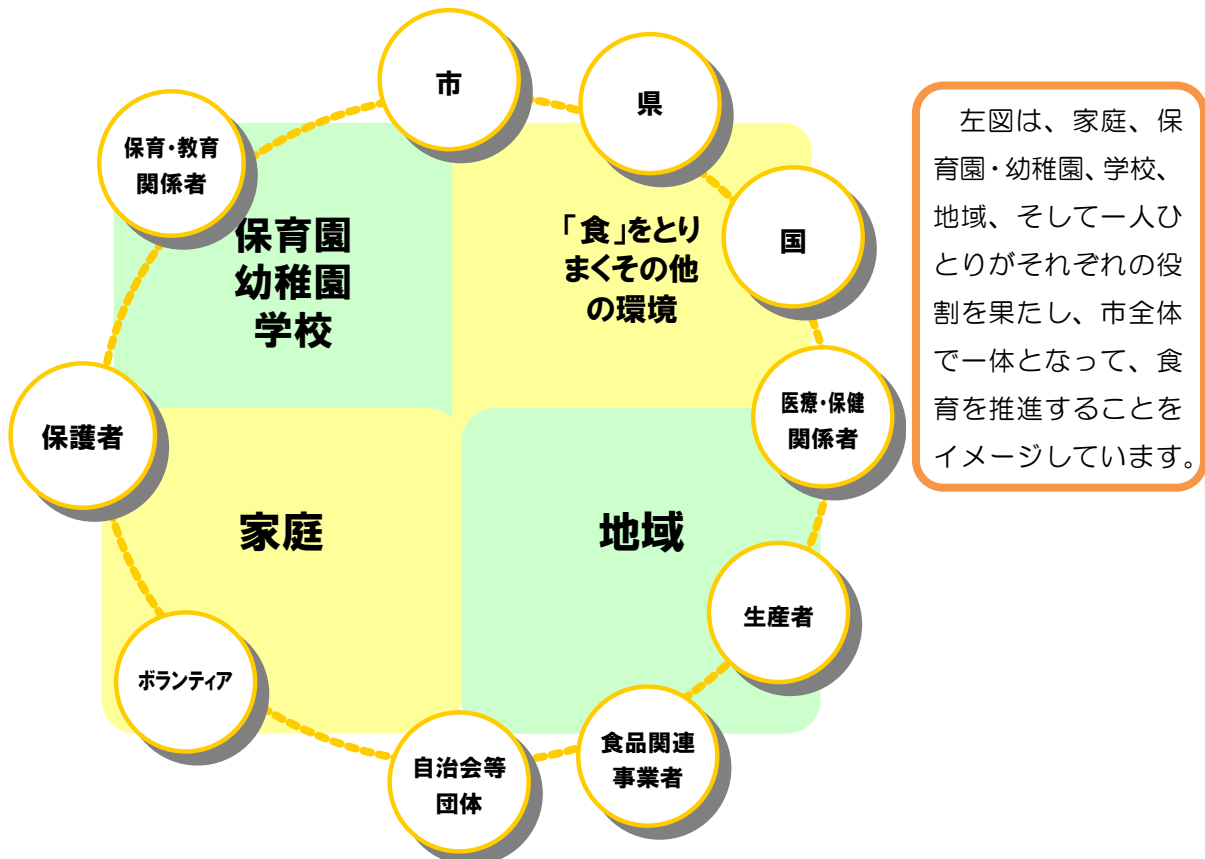 市
県
国
保育・教育
関係者
保育園
幼稚園
学校
「食」をとり
まくその他
の環境
医療・保健
関係者
保護者
家庭
地域
生産者
ボランティア
自治会等
団体
食品関連
事業者
左図は、家庭、保
育園・幼稚園、学校、
地域、そして一人ひ
とりがそれぞれの役
割を果たし、市全体
で一体となって、食
育を推進することを
イメージしています。